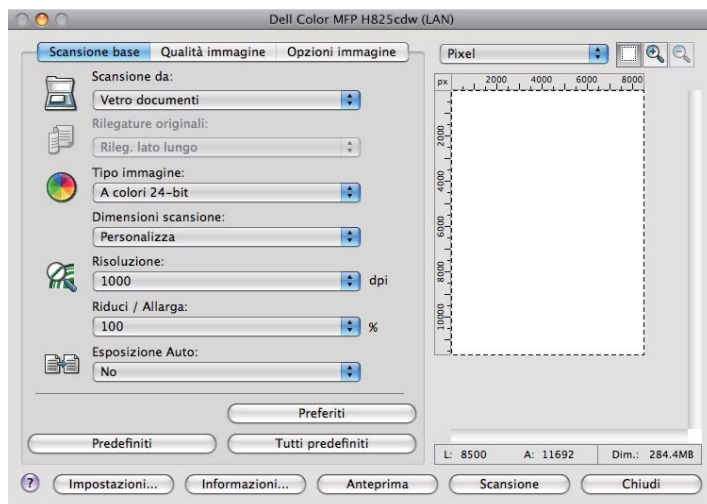 Dell Color MFP H825cdw (LAN)
Scansione base Qualità immagine Opzioni immagine
Scansione da:
Vetro documenti
Rilegature originali:
Rileg. lato lungo
Tipo immagine:
A colori 24-bit
Dimensioni scansione:
Personalizza
Risoluzione:
1000 dpi
Riduci / Allarga:
100 %
Esposizione Auto:
No
Preferiti
Predefiniti Tutti predefiniti
Pixel
px 2000 4000 6000 8000
2000
4000
6000
8000
10000
L: 8500 A: 11692 Dim.: 284.4MB
? Impostazioni... Informazioni... Anteprima Scansione Chiudi